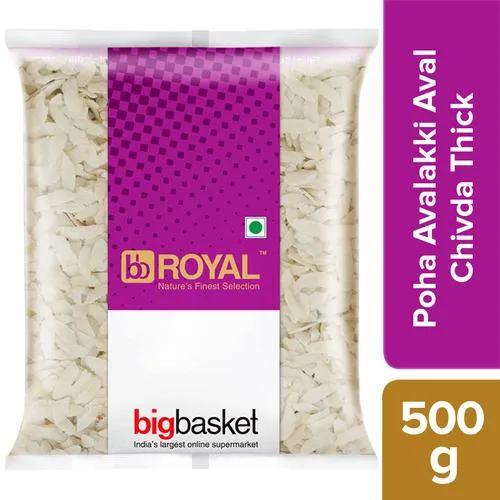 bb ROYAL™
Nature's Finest Selection
bigbasket
India's largest online supermarket
Poha Avalakki Aval
Chivda Thick
500
g